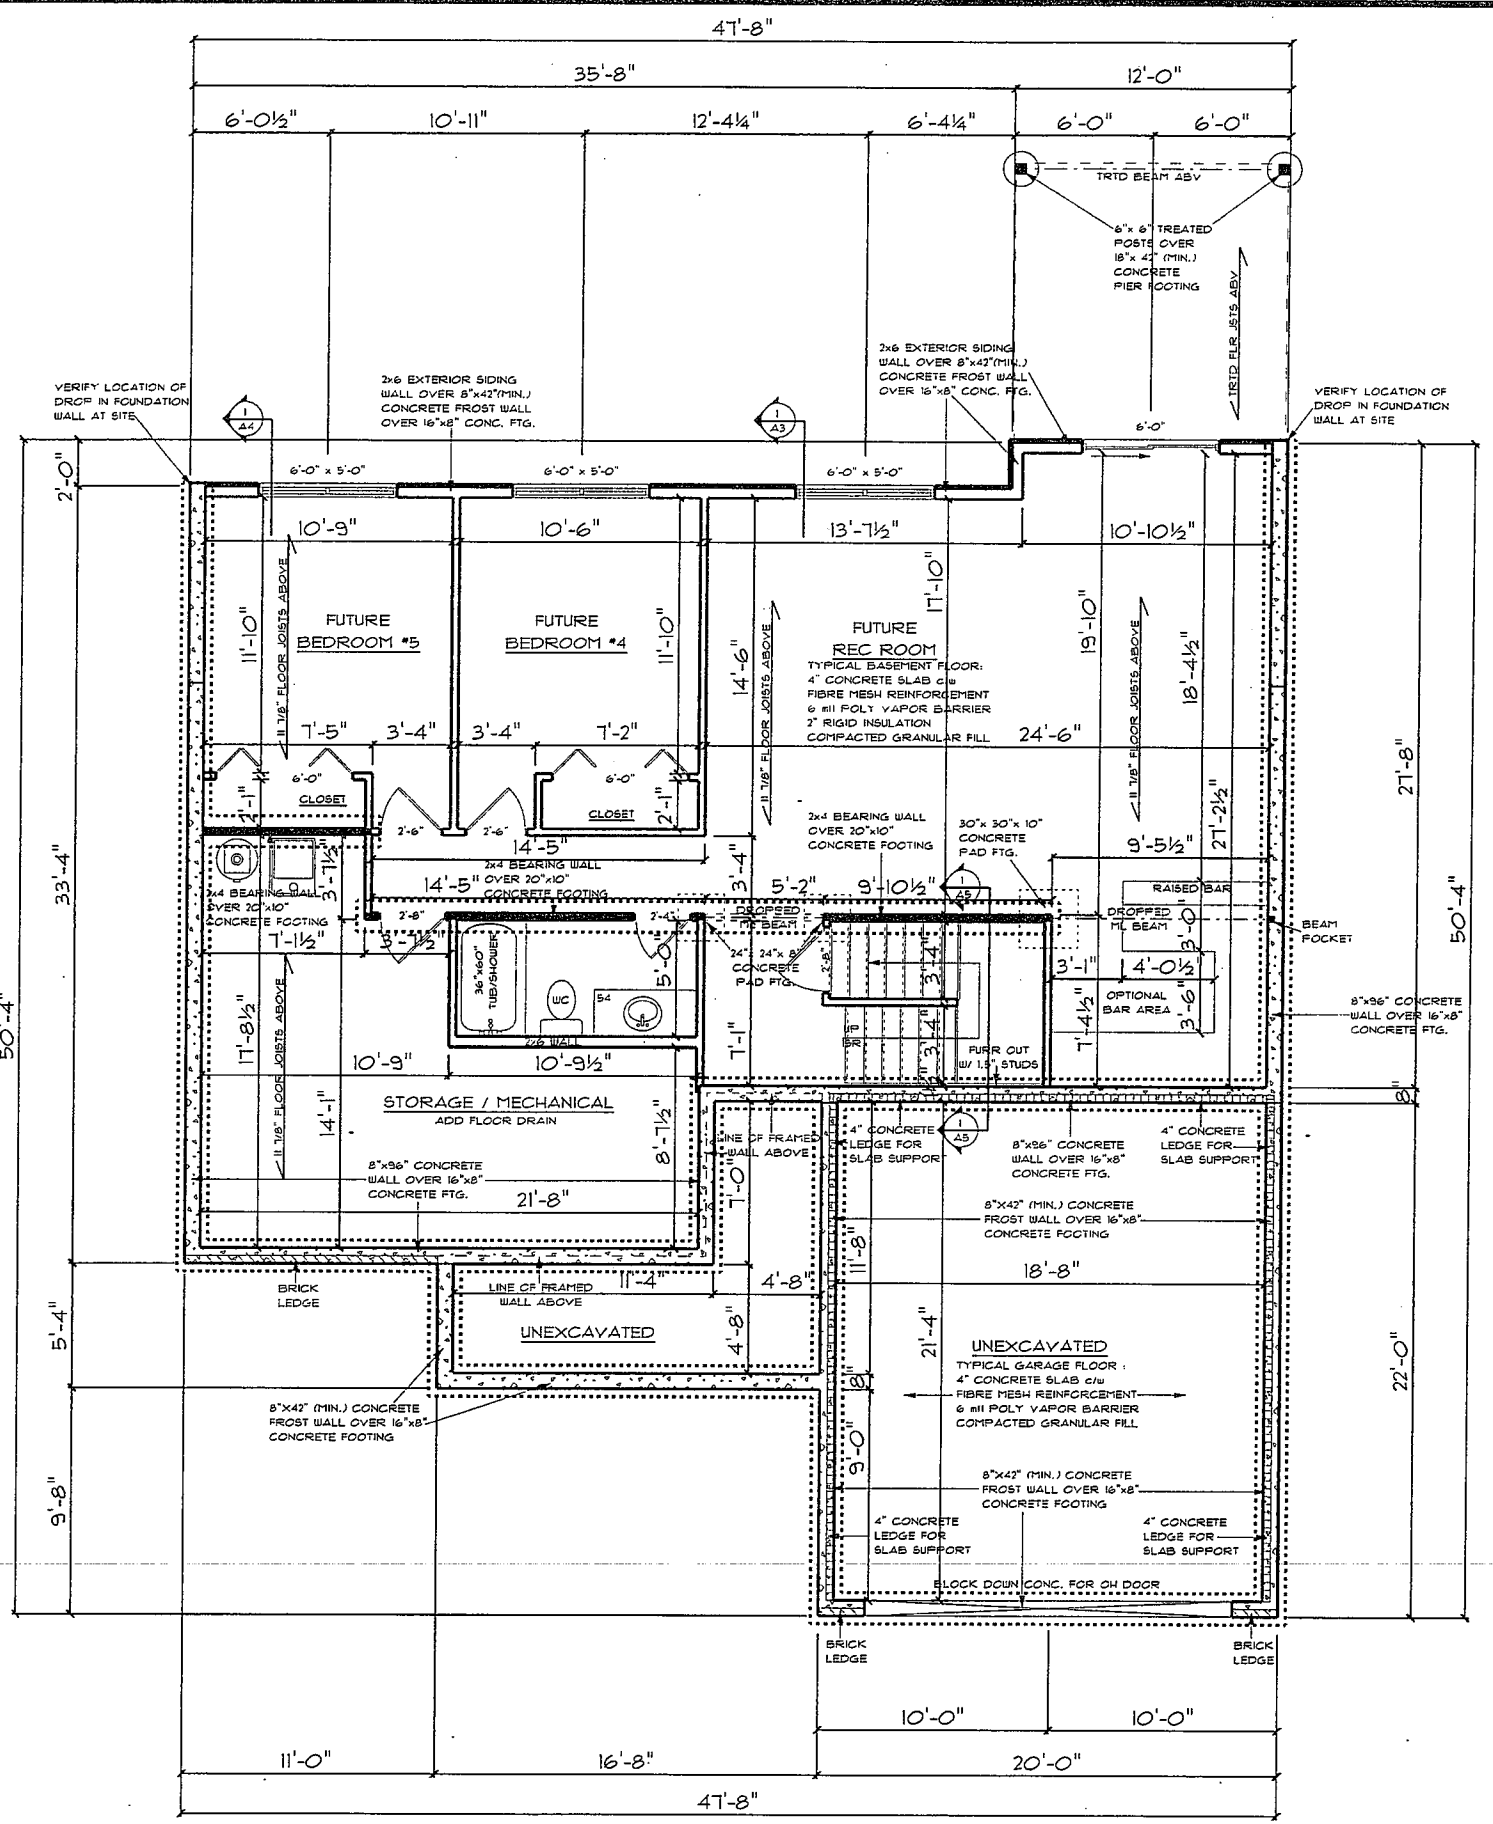 47'-8"
35'-8" 12'-0"
6'-0½" 10'-11" 12'-4¼" 6'-4¼" 6'-0" 6'-0"
TRTD BEAM ABV
6"x 6" TREATED
POSTS OVER
18"x 42" (MIN.)
CONCRETE
PIER FOOTING
TRTD FLR JSTS ABV
VERIFY LOCATION OF
DROP IN FOUNDATION
WALL AT SITE
1
A4
2x6 EXTERIOR SIDING
WALL OVER 8"x42"(MIN.)
CONCRETE FROST WALL
OVER 16"x8" CONC. FTG.
1
A3
2x6 EXTERIOR SIDING
WALL OVER 8"x42"(MIN.)
CONCRETE FROST WALL
OVER 16"x8" CONC. FTG.
VERIFY LOCATION OF
DROP IN FOUNDATION
WALL AT SITE
6'-0"
2'-0"
6'-0" x 5'-0" 6'-0" x 5'-0" 6'-0" x 5'-0"
10'-9" 10'-6" 13'-7½" 10'-10½"
11'-10"
11 7/8" FLOOR JOISTS ABOVE
FUTURE
BEDROOM #5
FUTURE
BEDROOM #4
11'-10"
14'-6"
11 7/8" FLOOR JOISTS ABOVE
17'-10"
FUTURE
REC ROOM
TYPICAL BASEMENT FLOOR:
4" CONCRETE SLAB c/w
FIBRE MESH REINFORCEMENT
6 mil POLY VAPOR BARRIER
2" RIGID INSULATION
COMPACTED GRANULAR FILL
19'-10"
11 7/8" FLOOR JOISTS ABOVE
18'-4½"
27'-2½"
7'-5" 3'-4" 3'-4" 7'-2" 24'-6"
6'-0" 6'-0"
CLOSET
CLOSET
2'-1" 2'-1"
2'-6" 2'-6"
14'-5"
2x4 BEARING WALL
OVER 20"x10"
CONCRETE FOOTING
14'-5"
2x4 BEARING WALL
OVER 20"x10"
CONCRETE FOOTING
3'-7½"
2x4 BEARING WALL
OVER 20"x10"
CONCRETE FOOTING
30"x 30"x 10"
CONCRETE
PAD FTG.
9'-5½"
3'-4" 5'-2" 9'-10½"
1
A5
RAISED BAR
DROPPED
ML BEAM
DROPPED
ML BEAM
3'-0"
BEAM
POCKET
2'-8" 2'-4"
7'-1½" 3'-7½"
36"x60"
TUB/SHOWER
WC
54
5'-0"
24"x 24"x 8"
CONCRETE
PAD FTG.
2'-8"
3'-4"
3'-4"
3'-1" 4'-0½"
OPTIONAL
BAR AREA
3'-6"
7'-4½"
8"x96" CONCRETE
WALL OVER 16"x8"
CONCRETE FTG.
2x6 WALL
UP
FURR OUT
W/ 1.5" STUDS
7'-1"
17'-8½"
11 7/8" FLOOR JOISTS ABOVE
10'-9" 10'-9½"
STORAGE / MECHANICAL
ADD FLOOR DRAIN
14'-1"
8'-7½"
8"x96" CONCRETE
WALL OVER 16"x8"
CONCRETE FTG.
21'-8"
LINE OF FRAMED
WALL ABOVE
7'-0"
4" CONCRETE
LEDGE FOR
SLAB SUPPORT
1
A5
8"x96" CONCRETE
WALL OVER 16"x8"
CONCRETE FTG.
4" CONCRETE
LEDGE FOR
SLAB SUPPORT
8"X42" (MIN.) CONCRETE
FROST WALL OVER 16"x8"
CONCRETE FOOTING
11'-8"
18'-8"
BRICK
LEDGE
LINE OF FRAMED
WALL ABOVE
11'-4" 4'-8"
UNEXCAVATED
4'-8"
21'-4"
UNEXCAVATED
TYPICAL GARAGE FLOOR :
4" CONCRETE SLAB c/w
FIBRE MESH REINFORCEMENT
6 mil POLY VAPOR BARRIER
COMPACTED GRANULAR FILL
8"
9'-0"
8"X42" (MIN.) CONCRETE
FROST WALL OVER 16"x8"
CONCRETE FOOTING
8"X42" (MIN.) CONCRETE
FROST WALL OVER 16"x8"
CONCRETE FOOTING
4" CONCRETE
LEDGE FOR
SLAB SUPPORT
4" CONCRETE
LEDGE FOR
SLAB SUPPORT
BLOCK DOWN CONC. FOR OH DOOR
BRICK
LEDGE
BRICK
LEDGE
33'-4"
5'-4"
9'-8"
50'-4"
27'-8"
8"
22'-0"
50'-4"
10'-0" 10'-0"
11'-0" 16'-8" 20'-0"
47'-8"